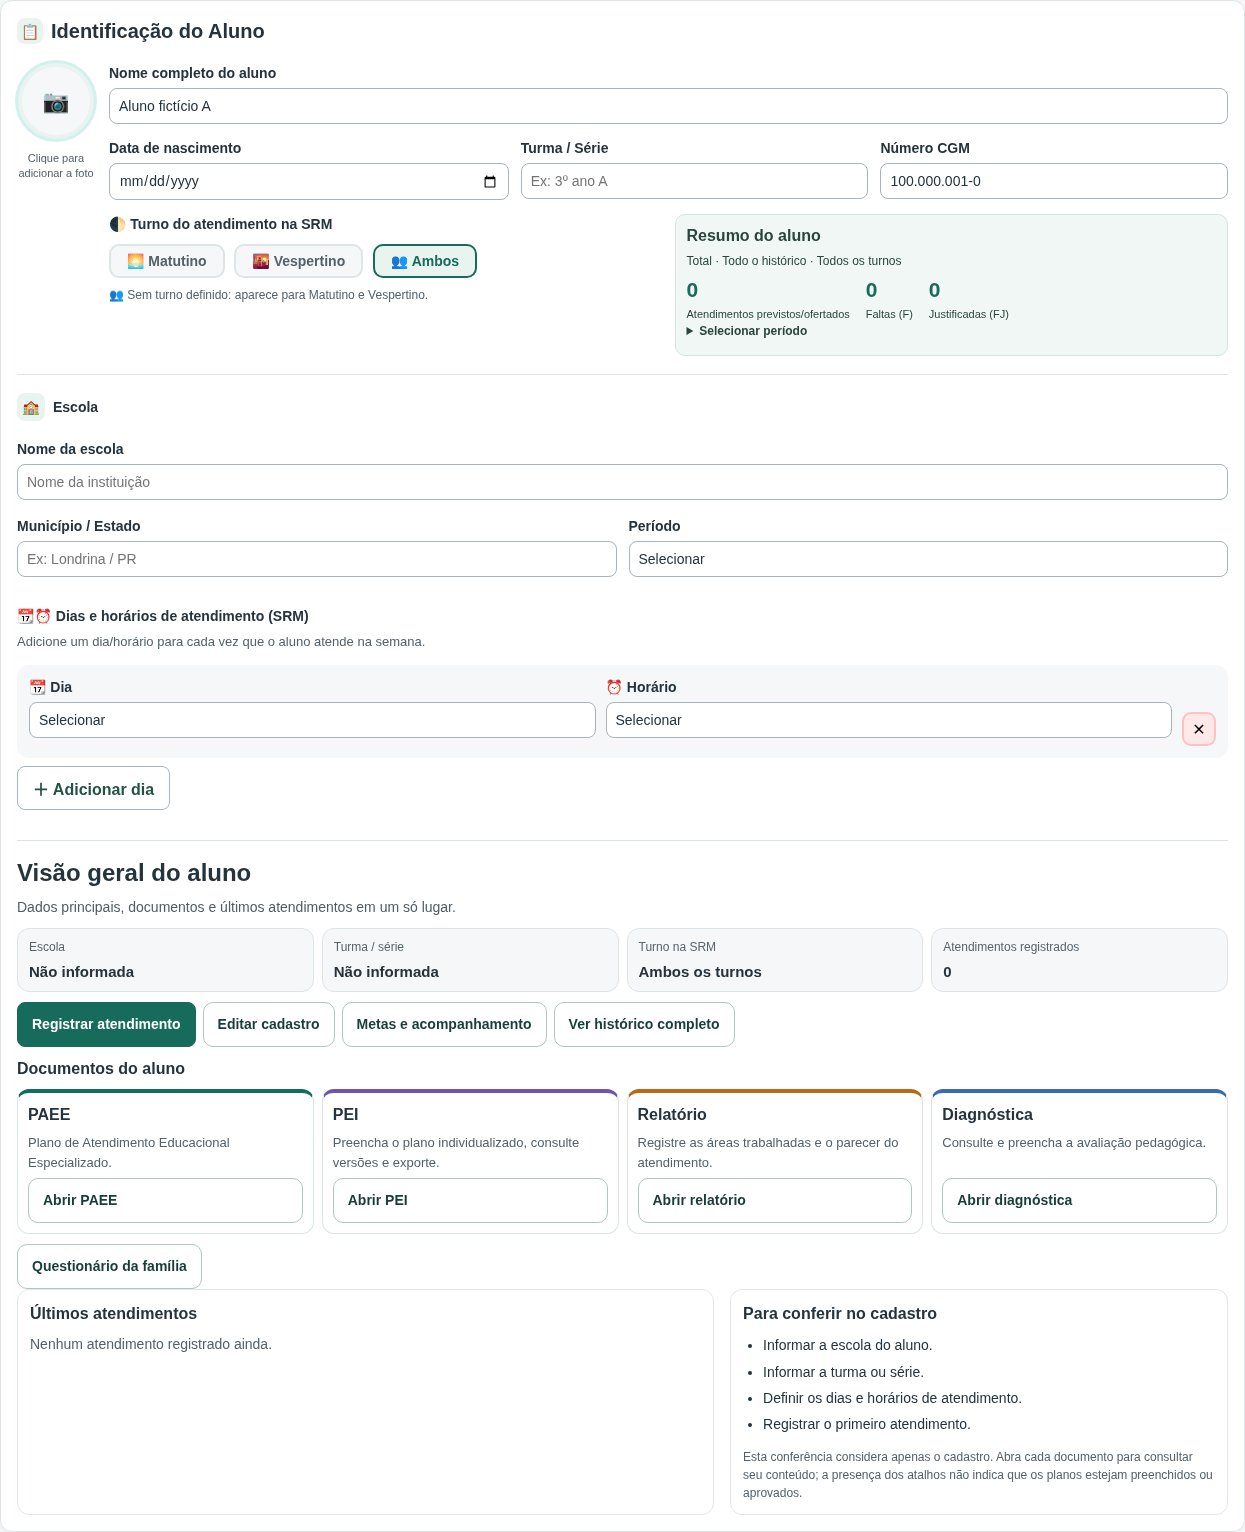 📋 Identificação do Aluno
📷
Clique para
adicionar a foto
Nome completo do aluno
Aluno fictício A
Data de nascimento
mm/dd/yyyy
Turma / Série
Ex: 3º ano A
Número CGM
100.000.001-0
🌓 Turno do atendimento na SRM
🌅 Matutino
🌇 Vespertino
👥 Ambos
👥 Sem turno definido: aparece para Matutino e Vespertino.
Resumo do aluno
Total · Todo o histórico · Todos os turnos
0 0 0
Atendimentos previstos/ofertados Faltas (F) Justificadas (FJ)
▶ Selecionar período
🏫 Escola
Nome da escola
Nome da instituição
Município / Estado
Ex: Londrina / PR
Período
Selecionar
📆⏰ Dias e horários de atendimento (SRM)
Adicione um dia/horário para cada vez que o aluno atende na semana.
📆 Dia
Selecionar
⏰ Horário
Selecionar
✕
＋ Adicionar dia
Visão geral do aluno
Dados principais, documentos e últimos atendimentos em um só lugar.
Escola
Não informada
Turma / série
Não informada
Turno na SRM
Ambos os turnos
Atendimentos registrados
0
Registrar atendimento
Editar cadastro
Metas e acompanhamento
Ver histórico completo
Documentos do aluno
PAEE
Plano de Atendimento Educacional
Especializado.
Abrir PAEE
PEI
Preencha o plano individualizado, consulte
versões e exporte.
Abrir PEI
Relatório
Registre as áreas trabalhadas e o parecer do
atendimento.
Abrir relatório
Diagnóstica
Consulte e preencha a avaliação pedagógica.
Abrir diagnóstica
Questionário da família
Últimos atendimentos
Nenhum atendimento registrado ainda.
Para conferir no cadastro
• Informar a escola do aluno.
• Informar a turma ou série.
• Definir os dias e horários de atendimento.
• Registrar o primeiro atendimento.
Esta conferência considera apenas o cadastro. Abra cada documento para consultar
seu conteúdo; a presença dos atalhos não indica que os planos estejam preenchidos ou
aprovados.